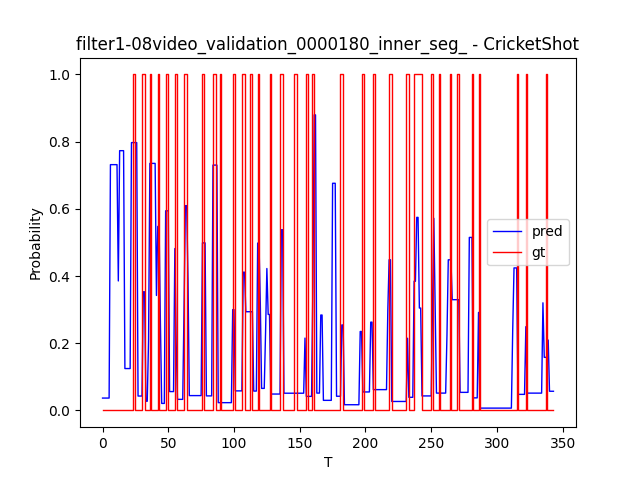 filter1-08video_validation_0000180_inner_seg_ - CricketShot
1.0
0.8
0.6
0.4
0.2
0.0
Probability
pred
gt
0 50 100 150 200 250 300 350
T